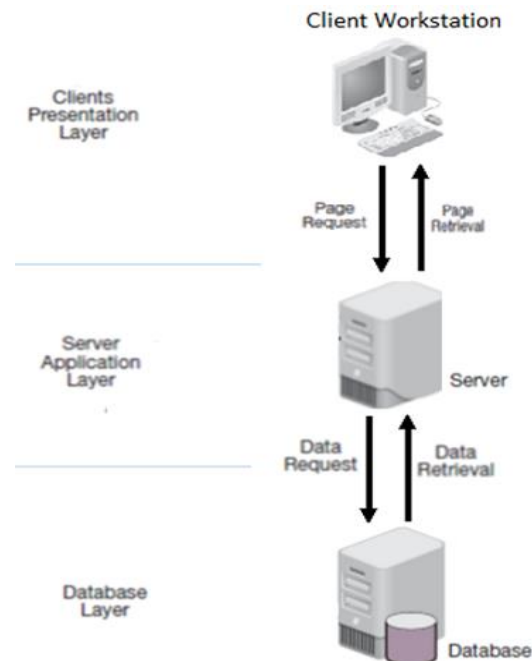 Client Workstation
Clients
Presentation
Layer
Page
Request
Page
Retrieval
Server
Application
Layer
Server
Data
Request
Data
Retrieval
Database
Layer
Database